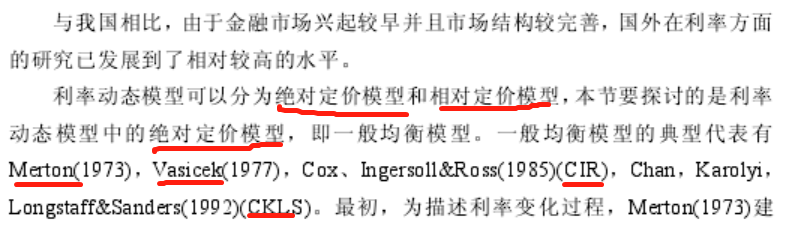 与我国相比，由于金融市场兴起较早并且市场结构较完善，国外在利率方面
的研究已发展到了相对较高的水平。
利率动态模型可以分为绝对定价模型和相对定价模型，本节要探讨的是利率
动态模型中的绝对定价模型，即一般均衡模型。一般均衡模型的典型代表有
Merton(1973)，Vasicek(1977)，Cox、Ingersoll&Ross(1985)(CIR)，Chan，Karolyi，
Longstaff&Sanders(1992)(CKLS)。最初，为描述利率变化过程，Merton(1973)建